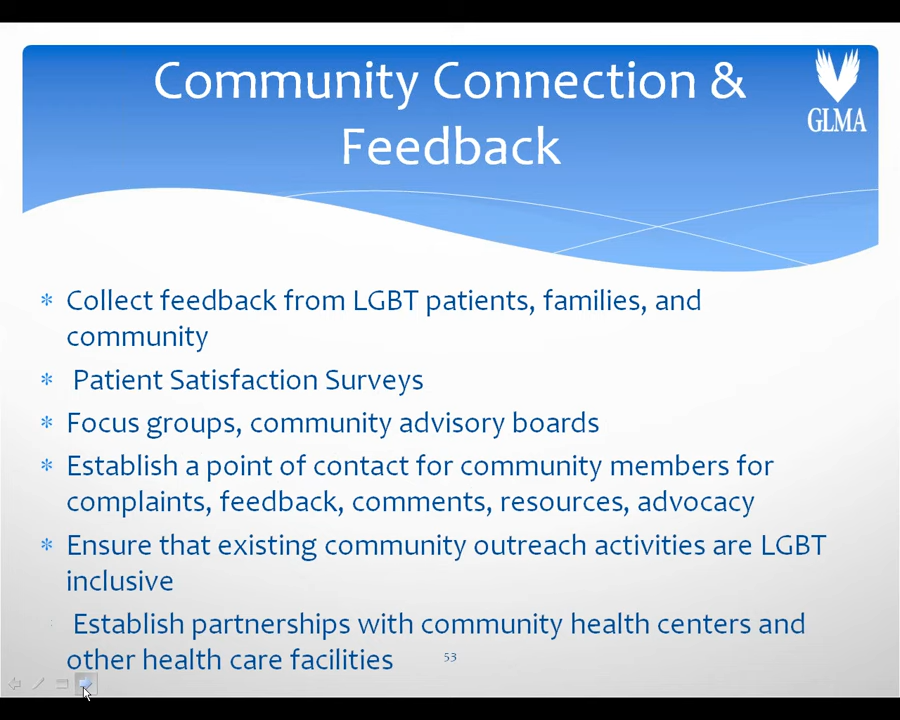 Community Connection &
Feedback
GLMA
* Collect feedback from LGBT patients, families, and
community
* Patient Satisfaction Surveys
* Focus groups, community advisory boards
* Establish a point of contact for community members for
complaints, feedback, comments, resources, advocacy
* Ensure that existing community outreach activities are LGBT
inclusive
Establish partnerships with community health centers and
other health care facilities
53